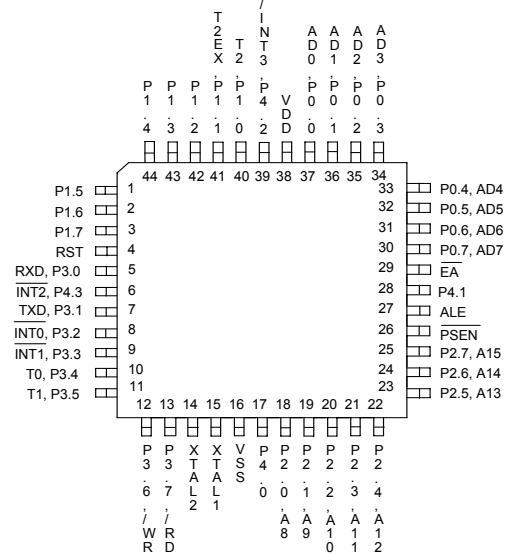 P1.4
P1.3
P1.2
T2EX,P1.1
T2,P1.0
/INT3,P4.2
VDD
AD0,P0.0
AD1,P0.1
AD2,P0.2
AD3,P0.3
44 43 42 41 40 39 38 37 36 35 34
P1.5 1
P1.6 2
P1.7 3
RST 4
RXD, P3.0 5
INT2, P4.3 6
TXD, P3.1 7
INT0, P3.2 8
INT1, P3.3 9
T0, P3.4 10
T1, P3.5 11
33 P0.4, AD4
32 P0.5, AD5
31 P0.6, AD6
30 P0.7, AD7
29 EA
28 P4.1
27 ALE
26 PSEN
25 P2.7, A15
24 P2.6, A14
23 P2.5, A13
12 13 14 15 16 17 18 19 20 21 22
P3.6,/WR
P3.7,/RD
XTAL2
XTAL1
VSS
P4.0
P2.0,A8
P2.1,A9
P2.2,A10
P2.3,A11
P2.4,A12